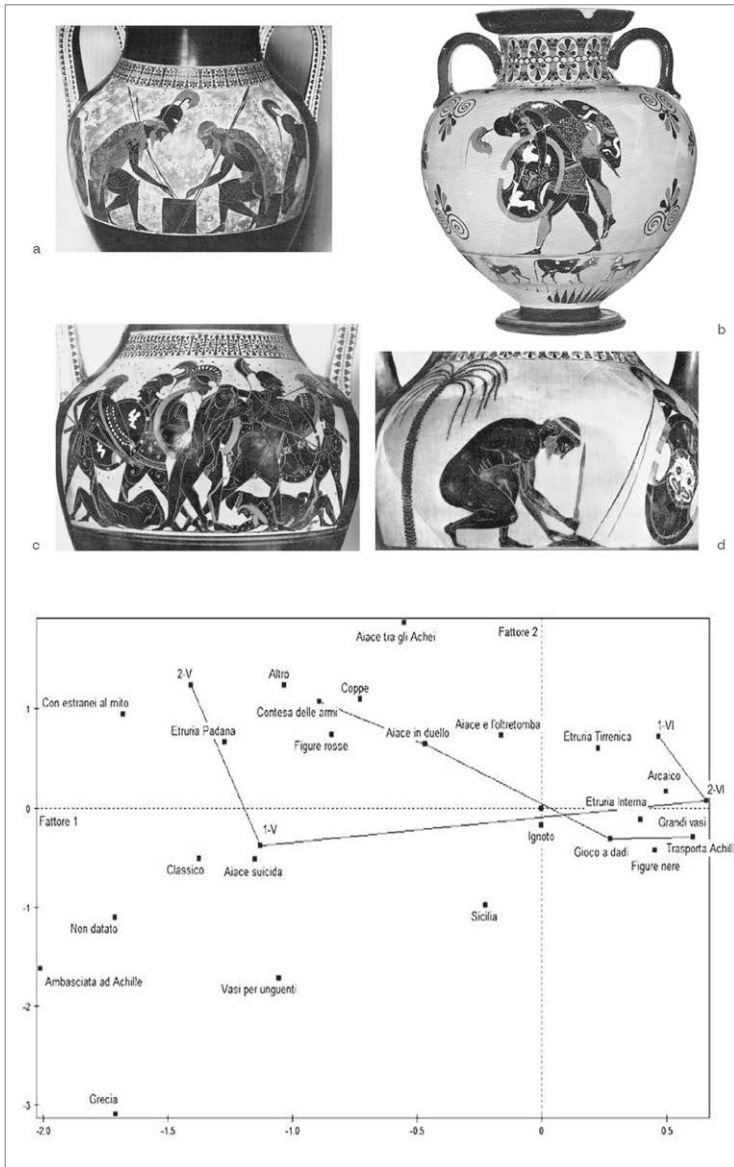 a
b
c
d
Aiace tra gli Achei
Fattore 2
2-V
Altro
Coppe
Con estranei al mito
Contesa delle armi
Etruria Padana
Figure rosse
Aiace in duello
Aiace e l'oltretomba
Etruria Tirrenica
1-VI
Arcaico
2-VI
Etruria Interna
Fattore 1
1-V
Ignoto
Grandi vasi
Gioco a dadi
Trasporta Achill
Figure nere
Classico
Aiace suicida
Sicilia
Non datato
Ambasciata ad Achille
Vasi per unguenti
Grecia
1
0
-1
-2
-3
-2.0
-1.5
-1.0
-0.5
0
0.5